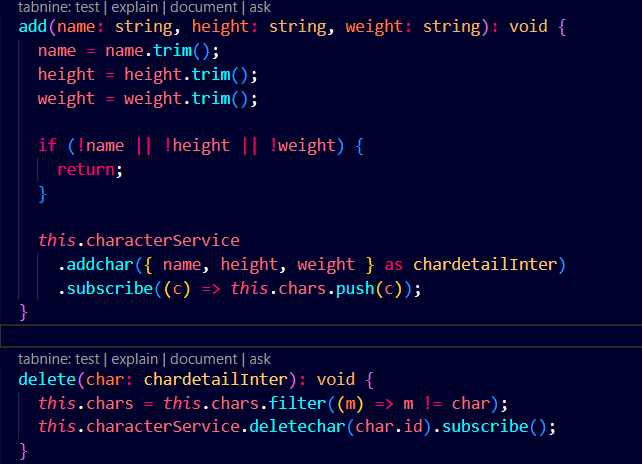 tabnine: test | explain | document | ask
add(name: string, height: string, weight: string): void {
name = name.trim();
height = height.trim();
weight = weight.trim();
if (!name || !height || !weight) {
return;
}
this.characterService
.addchar({ name, height, weight } as chardetailInter)
.subscribe((c) => this.chars.push(c));
}
tabnine: test | explain | document | ask
delete(char: chardetailInter): void {
this.chars = this.chars.filter((m) => m != char);
this.characterService.deletechar(char.id).subscribe();
}